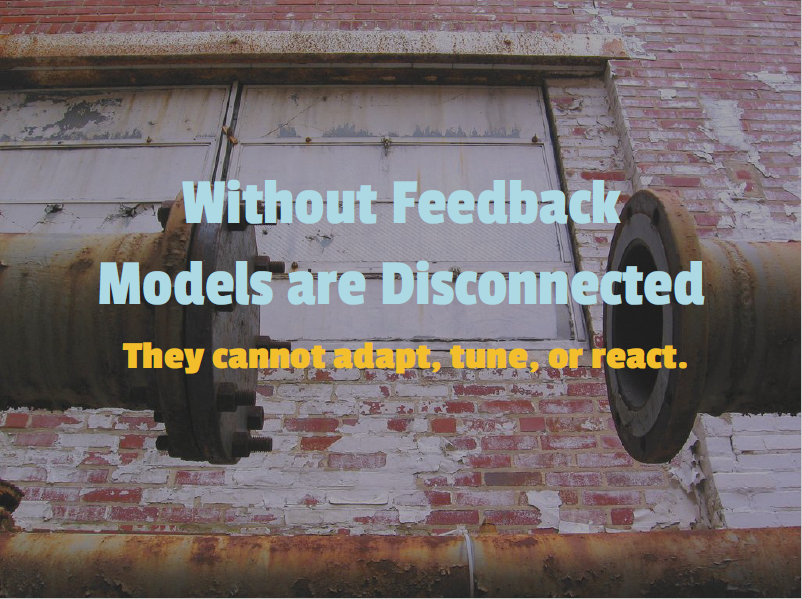 Without Feedback
Models are Disconnected
They cannot adapt, tune, or react.